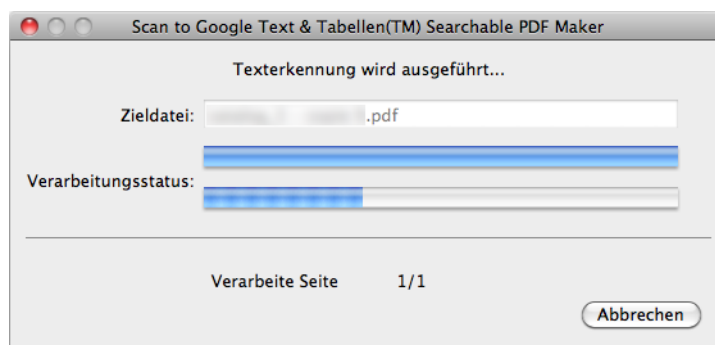 Scan to Google Text & Tabellen(TM) Searchable PDF Maker
Texterkennung wird ausgeführt...
Zieldatei: .pdf
Verarbeitungsstatus:
Verarbeite Seite 1/1
Abbrechen